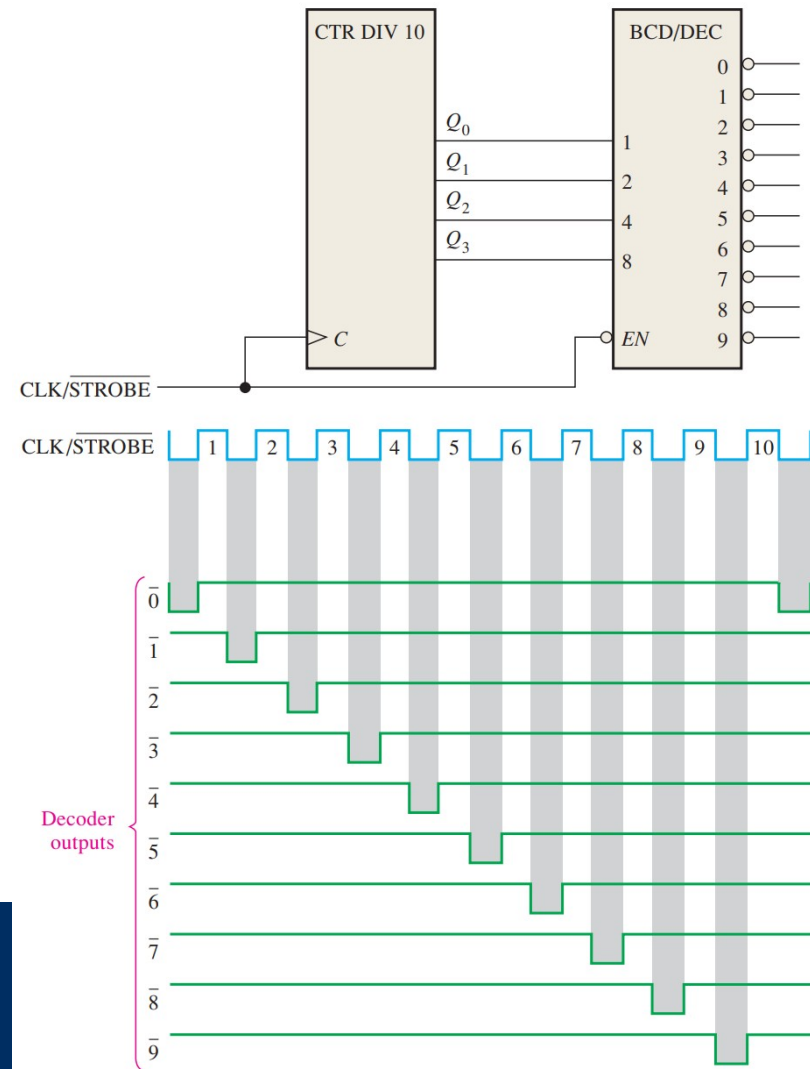 CTR DIV 10
BCD/DEC
0
1
2
3
4
5
6
7
8
9
Q₀
Q₁
Q₂
Q₃
1
2
4
8
C
EN
CLK/S̅T̅R̅O̅B̅E̅
CLK/S̅T̅R̅O̅B̅E̅ 1 2 3 4 5 6 7 8 9 10
0̅
1̅
2̅
3̅
4̅
5̅
6̅
7̅
8̅
9̅
Decoder
outputs